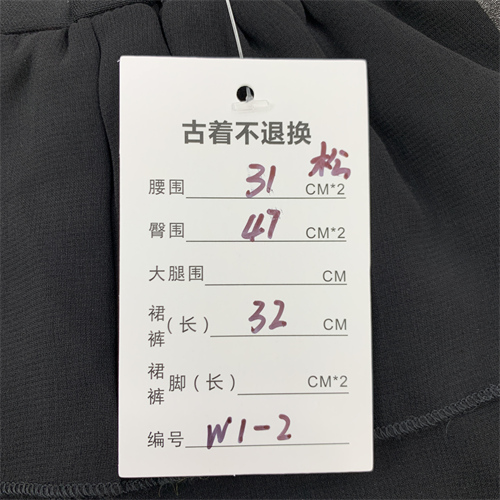 古着不退换
松
腰围 31 CM*2
臀围 47 CM*2
大腿围 CM
裙裤(长) 32 CM
裙裤脚(长) CM*2
编号 W1-2